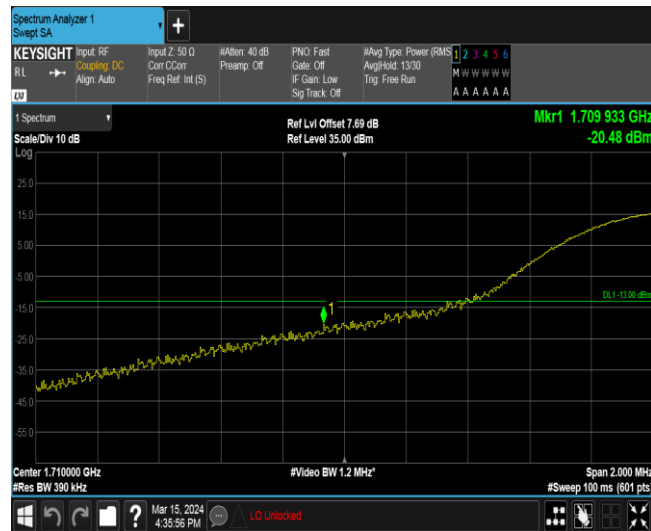 Spectrum Analyzer 1
Swept SA
+
KEYSIGHT
RL
LXI
Input: RF
Coupling: DC
Align: Auto
Input Z: 50 Ω
Corr CCorr
Freq Ref: Int (S)
#Atten: 40 dB
Preamp: Off
PNO: Fast
Gate: Off
IF Gain: Low
Sig Track: Off
#Avg Type: Power (RMS
Avg|Hold: 13/30
Trig: Free Run
1 2 3 4 5 6
M W W W W W
A A A A A A
1 Spectrum
Scale/Div 10 dB
Log
Ref Lvl Offset 7.69 dB
Ref Level 35.00 dBm
Mkr1 1.709 933 GHz
-20.48 dBm
25.0
15.0
5.00
-5.00
-15.0
-25.0
-35.0
-45.0
-55.0
1
DL1 -13.00 dBm
Center 1.710000 GHz
#Res BW 390 kHz
#Video BW 1.2 MHz*
Span 2.000 MHz
#Sweep 100 ms (601 pts)
?
Mar 15, 2024
4:35:56 PM
LO Unlocked